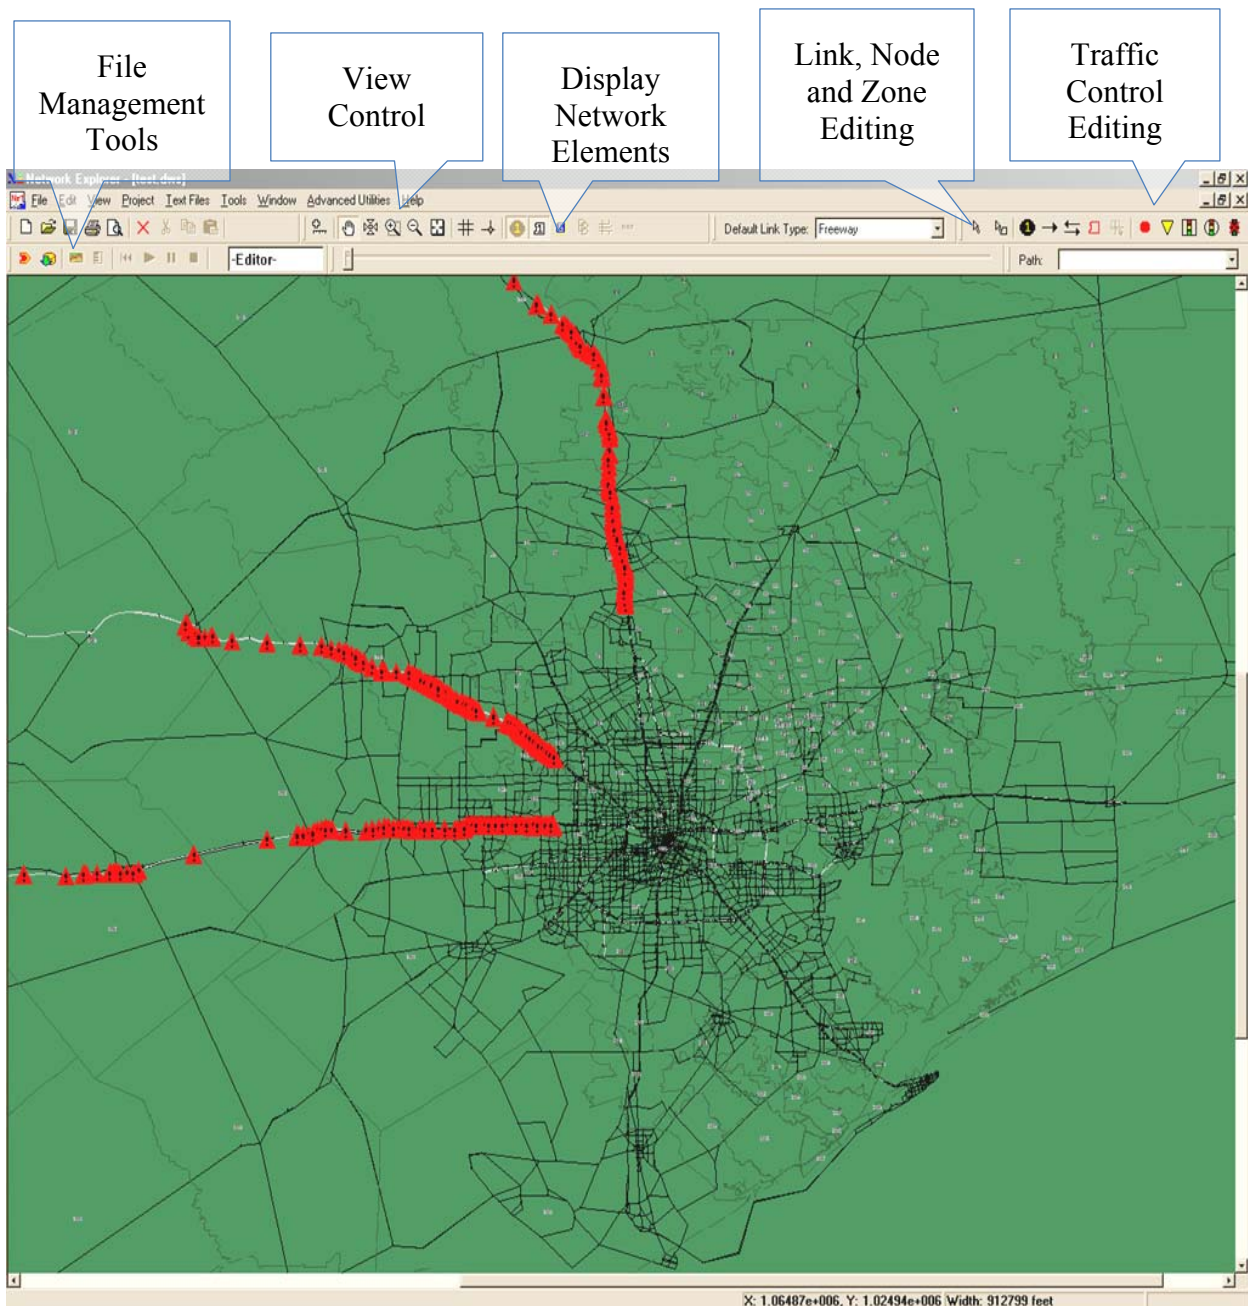 File
Management
Tools
View
Control
Display
Network
Elements
Link, Node
and Zone
Editing
Traffic
Control
Editing
Network Explorer - [test.dws]
File Edit View Project Text Files Tools Window Advanced Utilities Help
Default Link Type: Freeway
-Editor-
Path:
X: 1.06487e+006, Y: 1.02494e+006 Width: 912799 feet